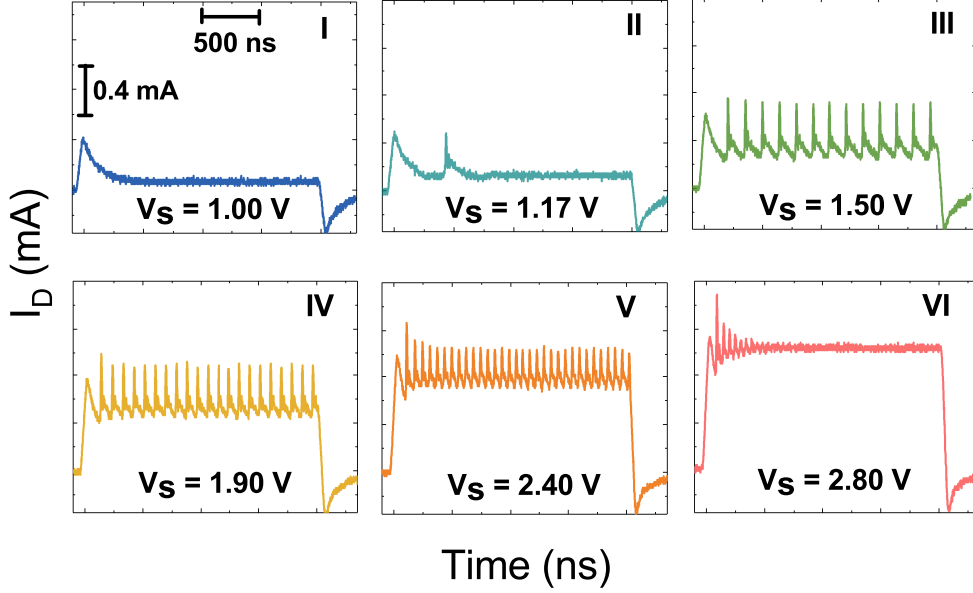 I
500 ns
0.4 mA
V_S = 1.00 V
II
V_S = 1.17 V
III
V_S = 1.50 V
I_D (mA)
IV
V_S = 1.90 V
V
V_S = 2.40 V
VI
V_S = 2.80 V
Time (ns)